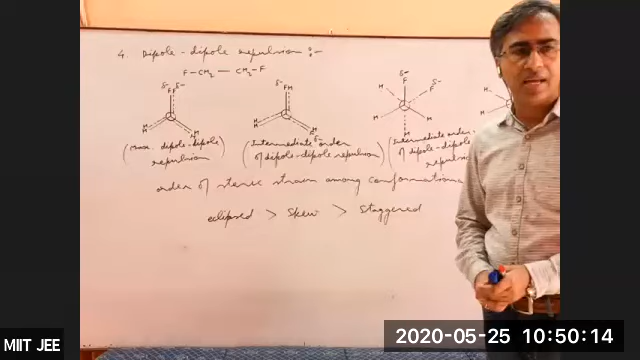 4. Dipole-dipole repulsion :-
F-CH2 — CH2-F
δ- δ- δ- δ- δ-
F F F H F F
H H H H H
H H H F H H
δ-
H
(Max. dipole-dipole (Intermediate order (Intermediate order
repulsion) of dipole-dipole repulsion) of dipole-dipole
repulsion
order of steric strain among conformations
eclipsed > Skew > Staggered
MIIT JEE
2020-05-25 10:50:14